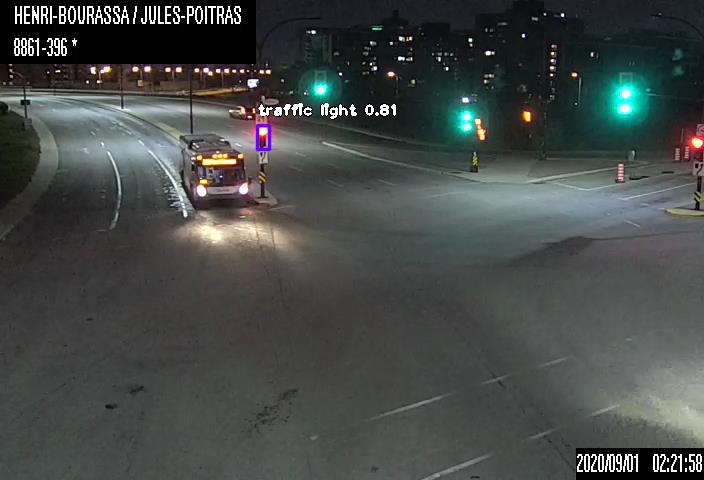 HENRI-BOURASSA / JULES-POITRAS
8861-396 *
traffic light 0.81
2020/09/01 02:21:58